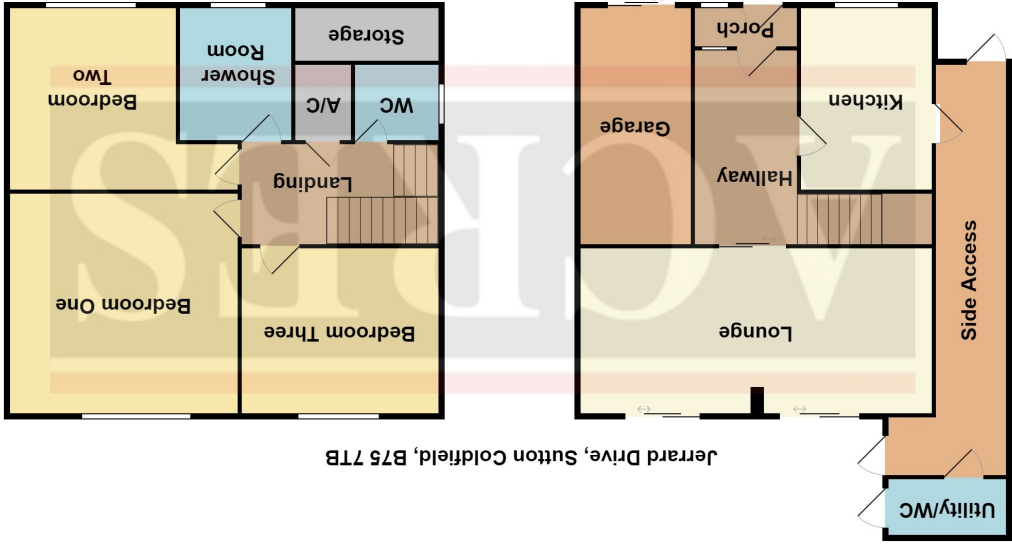 Utility/WC
Jerrard Drive, Sutton Coldfield, B75 7TB
Lounge
Side Access
Hallway
Kitchen
Garage
Porch
Bedroom Three
Bedroom One
Landing
WC
A/C
Shower
Room
Bedroom
Two
Storage
ACRES